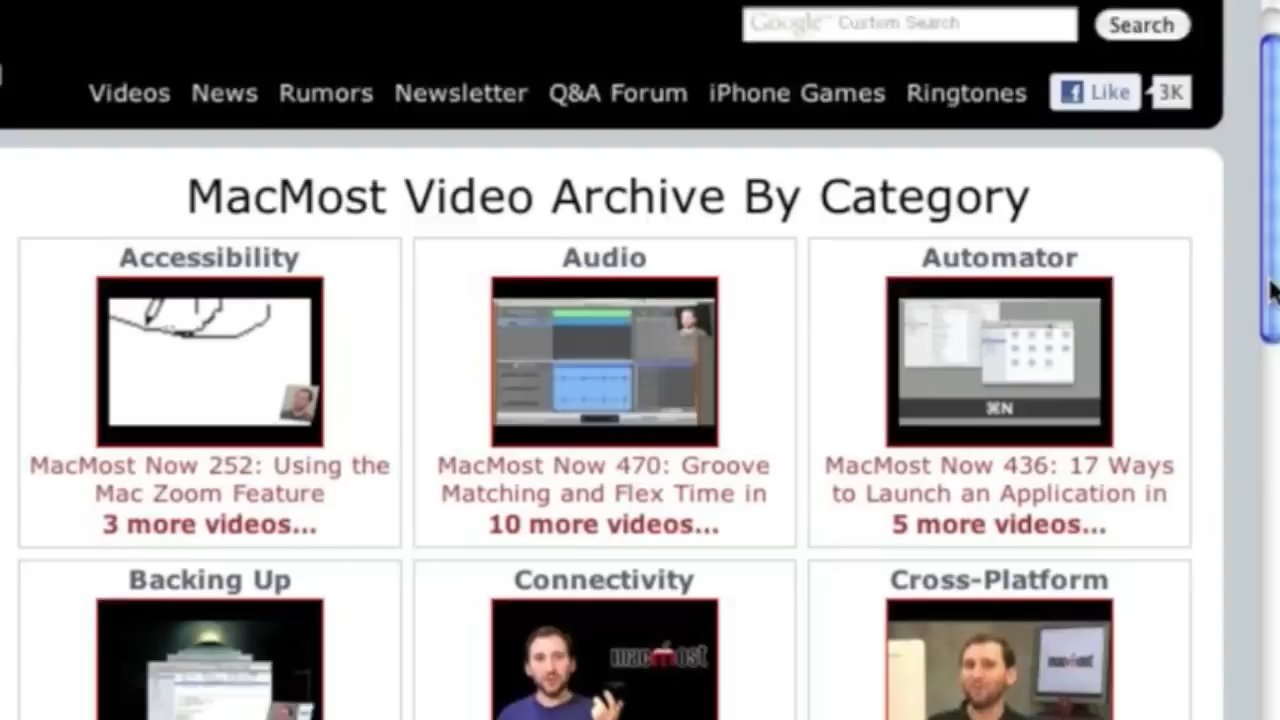 Google™ Custom Search
Search
Videos News Rumors Newsletter Q&A Forum iPhone Games Ringtones Like 3K
MacMost Video Archive By Category
Accessibility
Audio
Automator
⌘N
MacMost Now 252: Using the
Mac Zoom Feature
3 more videos...
MacMost Now 470: Groove
Matching and Flex Time in
10 more videos...
MacMost Now 436: 17 Ways
to Launch an Application in
5 more videos...
Backing Up
Connectivity
Cross-Platform
macmost
macmost